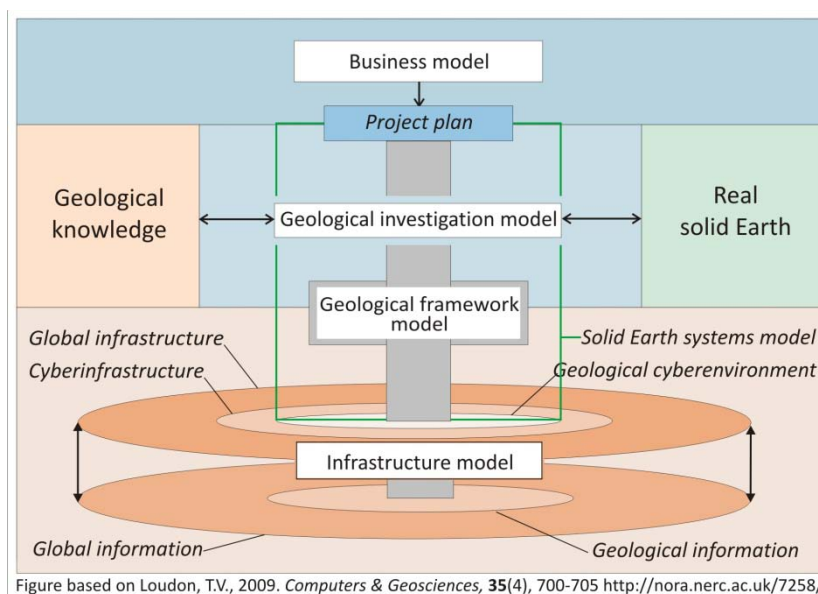 Business model
Project plan
Geological
knowledge
Geological investigation model
Real
solid Earth
Geological framework
model
Global infrastructure
Cyberinfrastructure
Solid Earth systems model
Geological cyberenvironment
Infrastructure model
Global information
Geological information
Figure based on Loudon, T.V., 2009. Computers & Geosciences, 35(4), 700-705 http://nora.nerc.ac.uk/7258/